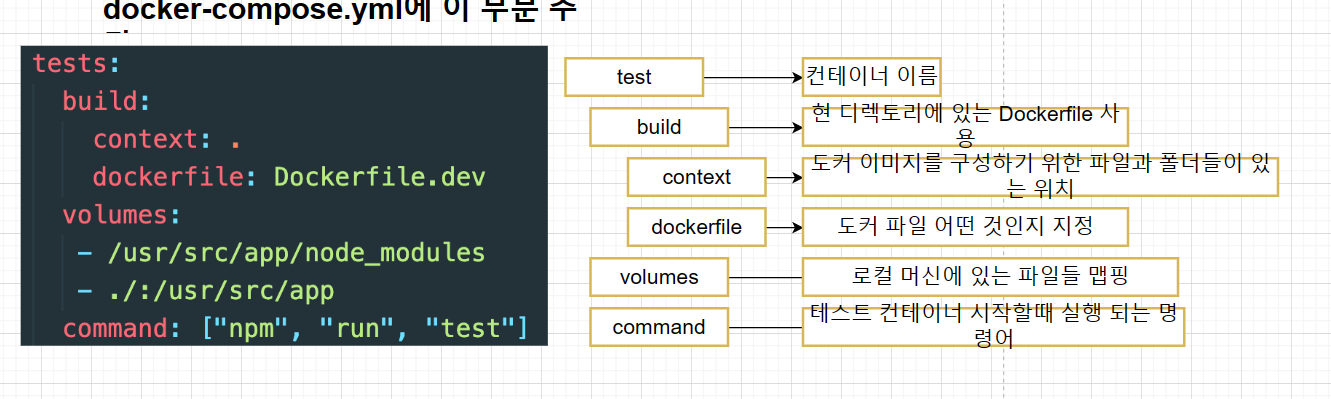 docker-compose.yml에 이 부분 추
tests:
build:
context: .
dockerfile: Dockerfile.dev
volumes:
- /usr/src/app/node_modules
- ./:/usr/src/app
command: ["npm", "run", "test"]
test
컨테이너 이름
build
현 디렉토리에 있는 Dockerfile 사
용
context
도커 이미지를 구성하기 위한 파일과 폴더들이 있
는 위치
dockerfile
도커 파일 어떤 것인지 지정
volumes
로컬 머신에 있는 파일들 맵핑
command
테스트 컨테이너 시작할때 실행 되는 명
령어